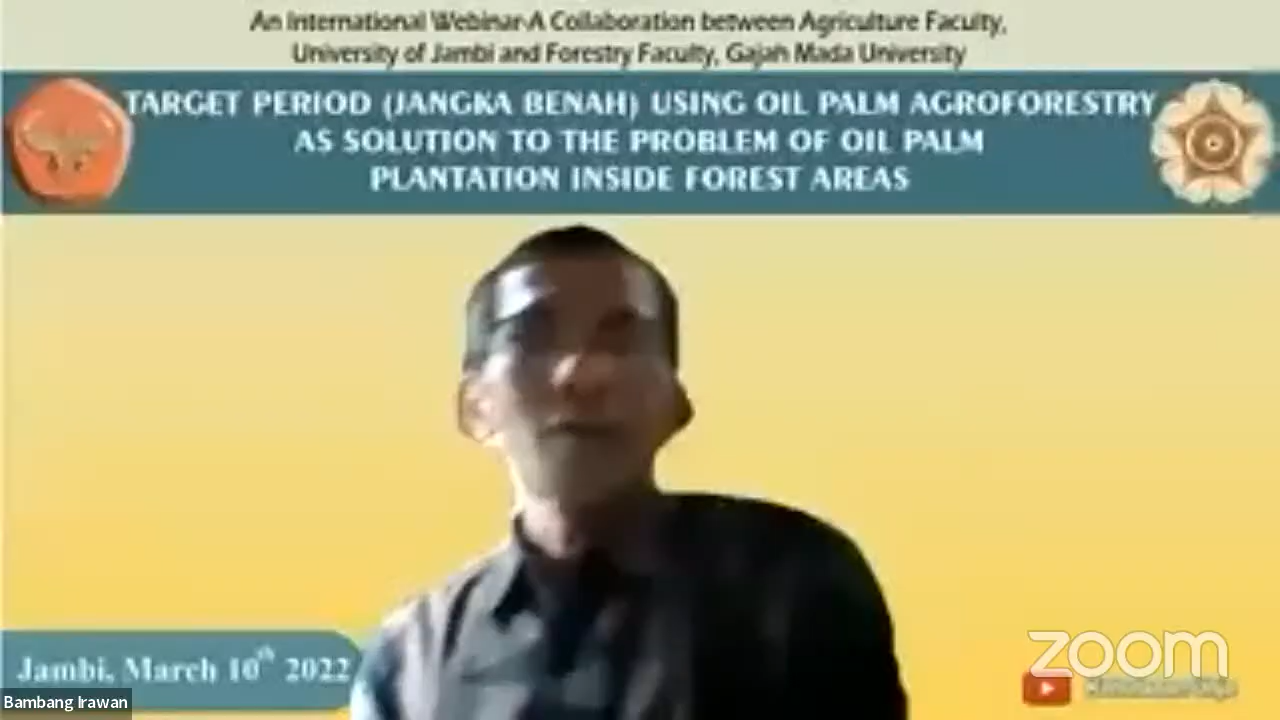 An International Webinar-A Collaboration between Agriculture Faculty,
University of Jambi and Forestry Faculty, Gajah Mada University
TARGET PERIOD (JANGKA BENAH) USING OIL PALM AGROFORESTRY
AS SOLUTION TO THE PROBLEM OF OIL PALM
PLANTATION INSIDE FOREST AREAS
Jambi, March 10th 2022
Bambang Irawan
zoom